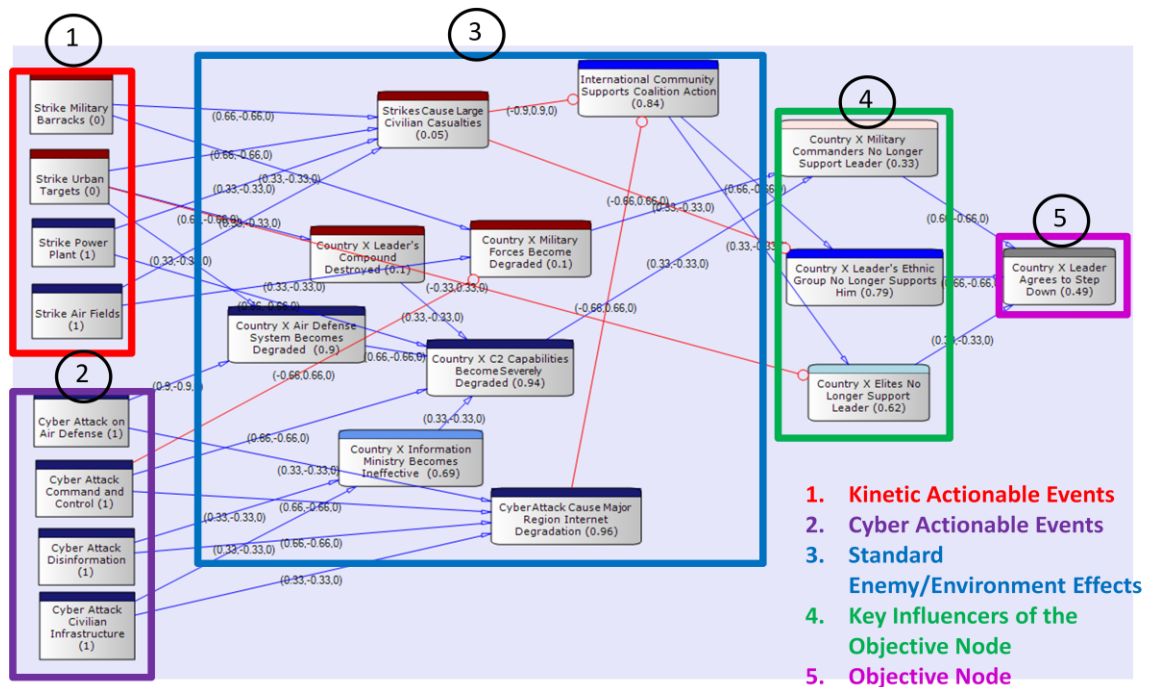 1
2
3
4
5
Strike Military
Barracks (0)
Strike Urban
Targets (0)
Strike Power
Plant (1)
Strike Air Fields
(1)
Cyber Attack on
Air Defense (1)
Cyber Attack
Command and
Control (1)
Cyber Attack
Disinformation
(1)
Cyber Attack
Civilian
Infrastructure
(1)
Strikes Cause Large
Civilian Casualties
(0.05)
International Community
Supports Coalition Action
(0.84)
Country X Leader's
Compound
Destroyed (0.1)
Country X Military
Forces Become
Degraded (0.1)
Country X Air Defense
System Becomes
Degraded (0.9)
Country X C2 Capabilities
Become Severely
Degraded (0.94)
Country X Information
Ministry Becomes
Ineffective (0.69)
CyberAttack Cause Major
Region Internet
Degradation (0.96)
Country X Military
Commanders No Longer
Support Leader (0.33)
Country X Leader's Ethnic
Group No Longer Supports
Him (0.79)
Country X Elites No
Longer Support
Leader (0.62)
Country X Leader
Agrees to Step
Down (0.49)
(0.66,-0.66,0)
(-0.9,0.9,0)
(0.66,-0.66,0)
(0.33,-0.33,0)
(0.33,-0.33,0)
(0.33,-0.33,0)
(-0.33,0.33,0)
(0.33,-0.33,0)
(0.66,-0.66,0)
(-0.66,0.66,0)
(0.33,-0.33,0)
(0.66,-0.66,0)
(0.33,-0.33,0)
(0.66,-0.66,0)
(0.33,-0.33,0)
(0.66,-0.66,0)
(0.33,-0.33,0)
(0.33,-0.33,0)
(0.33,-0.33,0)
(-0.66,0.66,0)
1. Kinetic Actionable Events
2. Cyber Actionable Events
3. Standard
Enemy/Environment Effects
4. Key Influencers of the
Objective Node
5. Objective Node